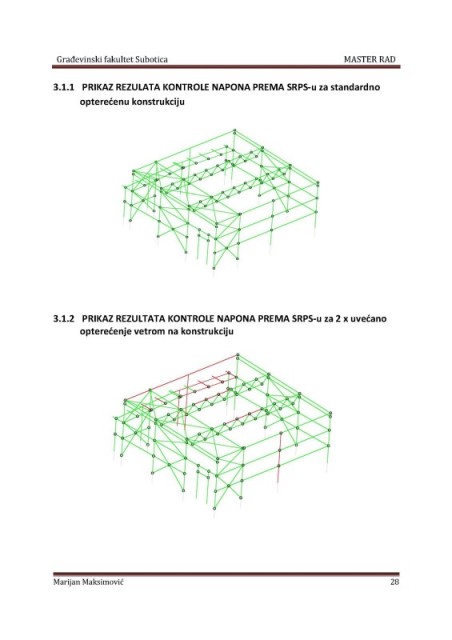 Građevinski fakultet Subotica MASTER RAD
3.1.1 PRIKAZ REZULATA KONTROLE NAPONA PREMA SRPS-u za standardno
opterećenu konstrukciju
3.1.2 PRIKAZ REZULTATA KONTROLE NAPONA PREMA SRPS-u za 2 x uvećano
opterećenje vetrom na konstrukciju
Marijan Maksimović 28